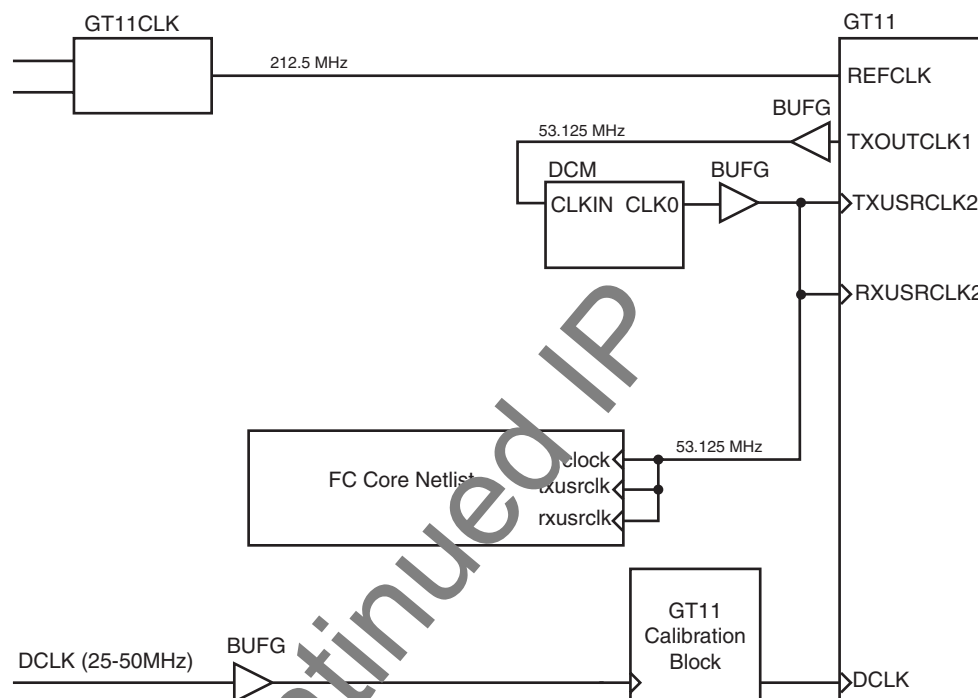 GT11CLK
GT11
212.5 MHz
REFCLK
BUFG
53.125 MHz
TXOUTCLK1
DCM
BUFG
CLKIN CLK0
TXUSRCLK2
RXUSRCLK2
53.125 MHz
clock
FC Core Netlist
txusrclk
rxusrclk
GT11
Calibration
Block
BUFG
DCLK (25-50MHz)
DCLK
tinued IP